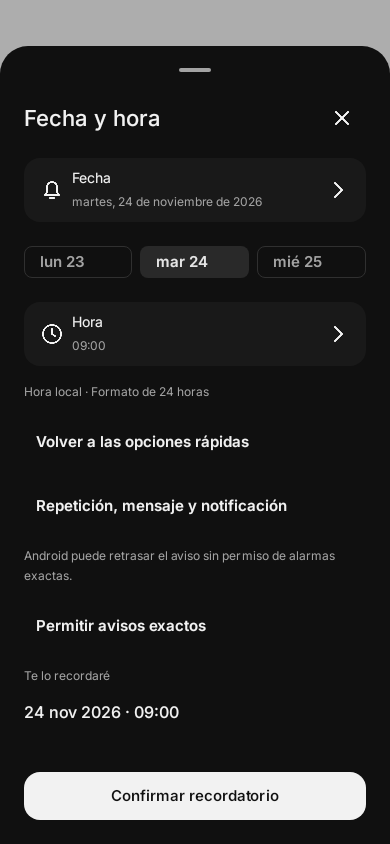 Fecha y hora
Fecha
martes, 24 de noviembre de 2026
lun 23
mar 24
mié 25
Hora
09:00
Hora local · Formato de 24 horas
Volver a las opciones rápidas
Repetición, mensaje y notificación
Android puede retrasar el aviso sin permiso de alarmas
exactas.
Permitir avisos exactos
Te lo recordaré
24 nov 2026 · 09:00
Confirmar recordatorio